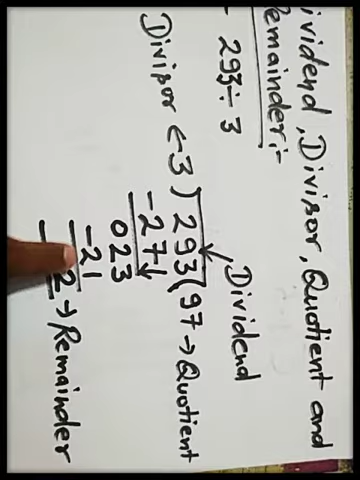 ividend, Divisor, Quotient and
Remainder:-
- 293÷3
Dividend
Divisor ← 3 ) 293 ( 97 → Quotient
-27↓
023
-21
2 → Remainder